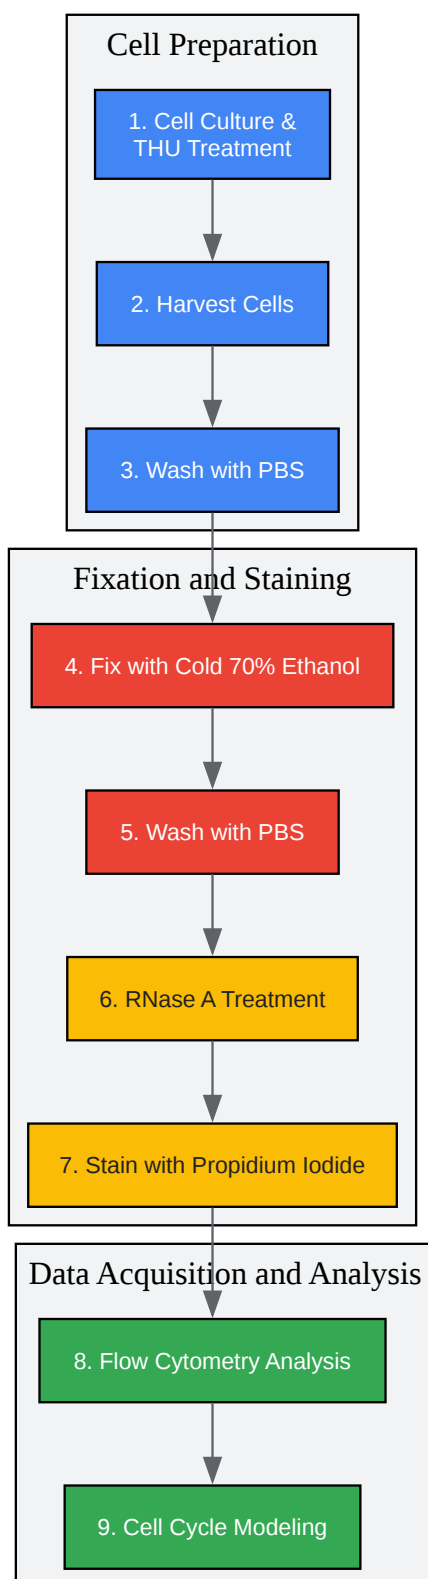 Cell Preparation
1. Cell Culture &
THU Treatment
2. Harvest Cells
3. Wash with PBS
Fixation and Staining
4. Fix with Cold 70% Ethanol
5. Wash with PBS
6. RNase A Treatment
7. Stain with Propidium Iodide
Data Acquisition and Analysis
8. Flow Cytometry Analysis
9. Cell Cycle Modeling